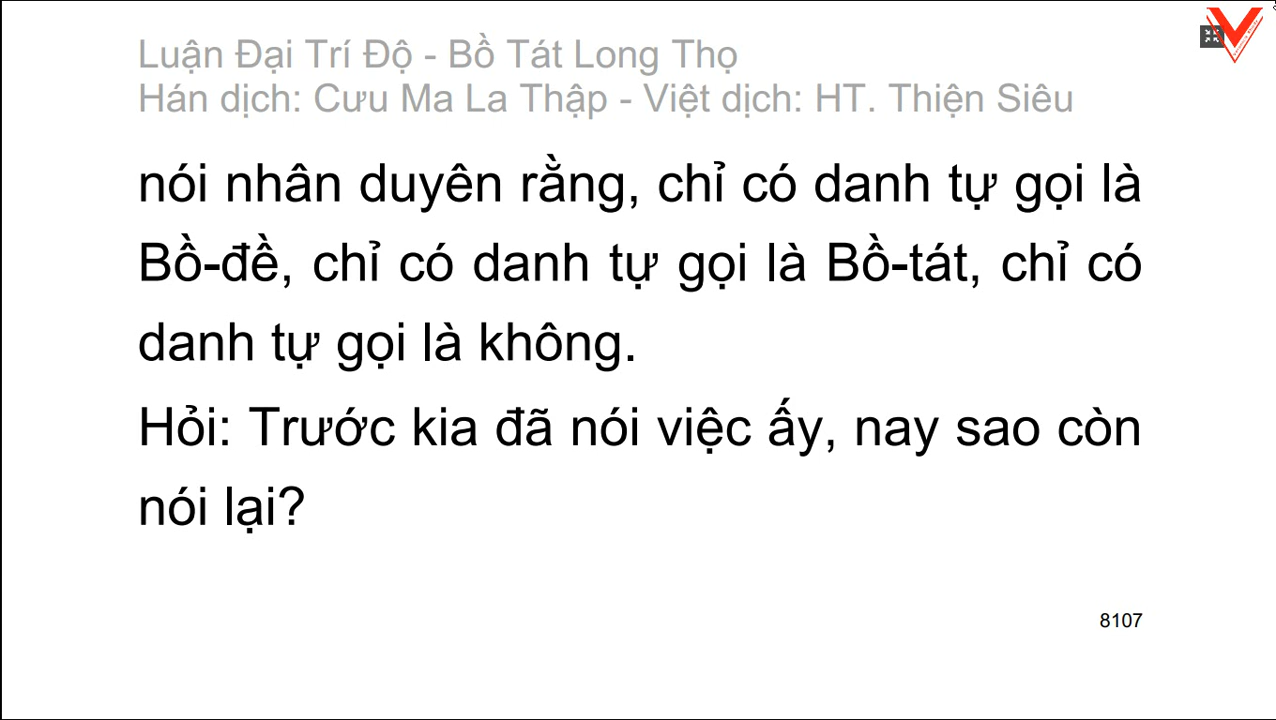 Luận Đại Trí Độ - Bồ Tát Long Thọ
Hán dịch: Cưu Ma La Thập - Việt dịch: HT. Thiện Siêu
nói nhân duyên rằng, chỉ có danh tự gọi là
Bồ-đề, chỉ có danh tự gọi là Bồ-tát, chỉ có
danh tự gọi là không.
Hỏi: Trước kia đã nói việc ấy, nay sao còn
nói lại?
8107